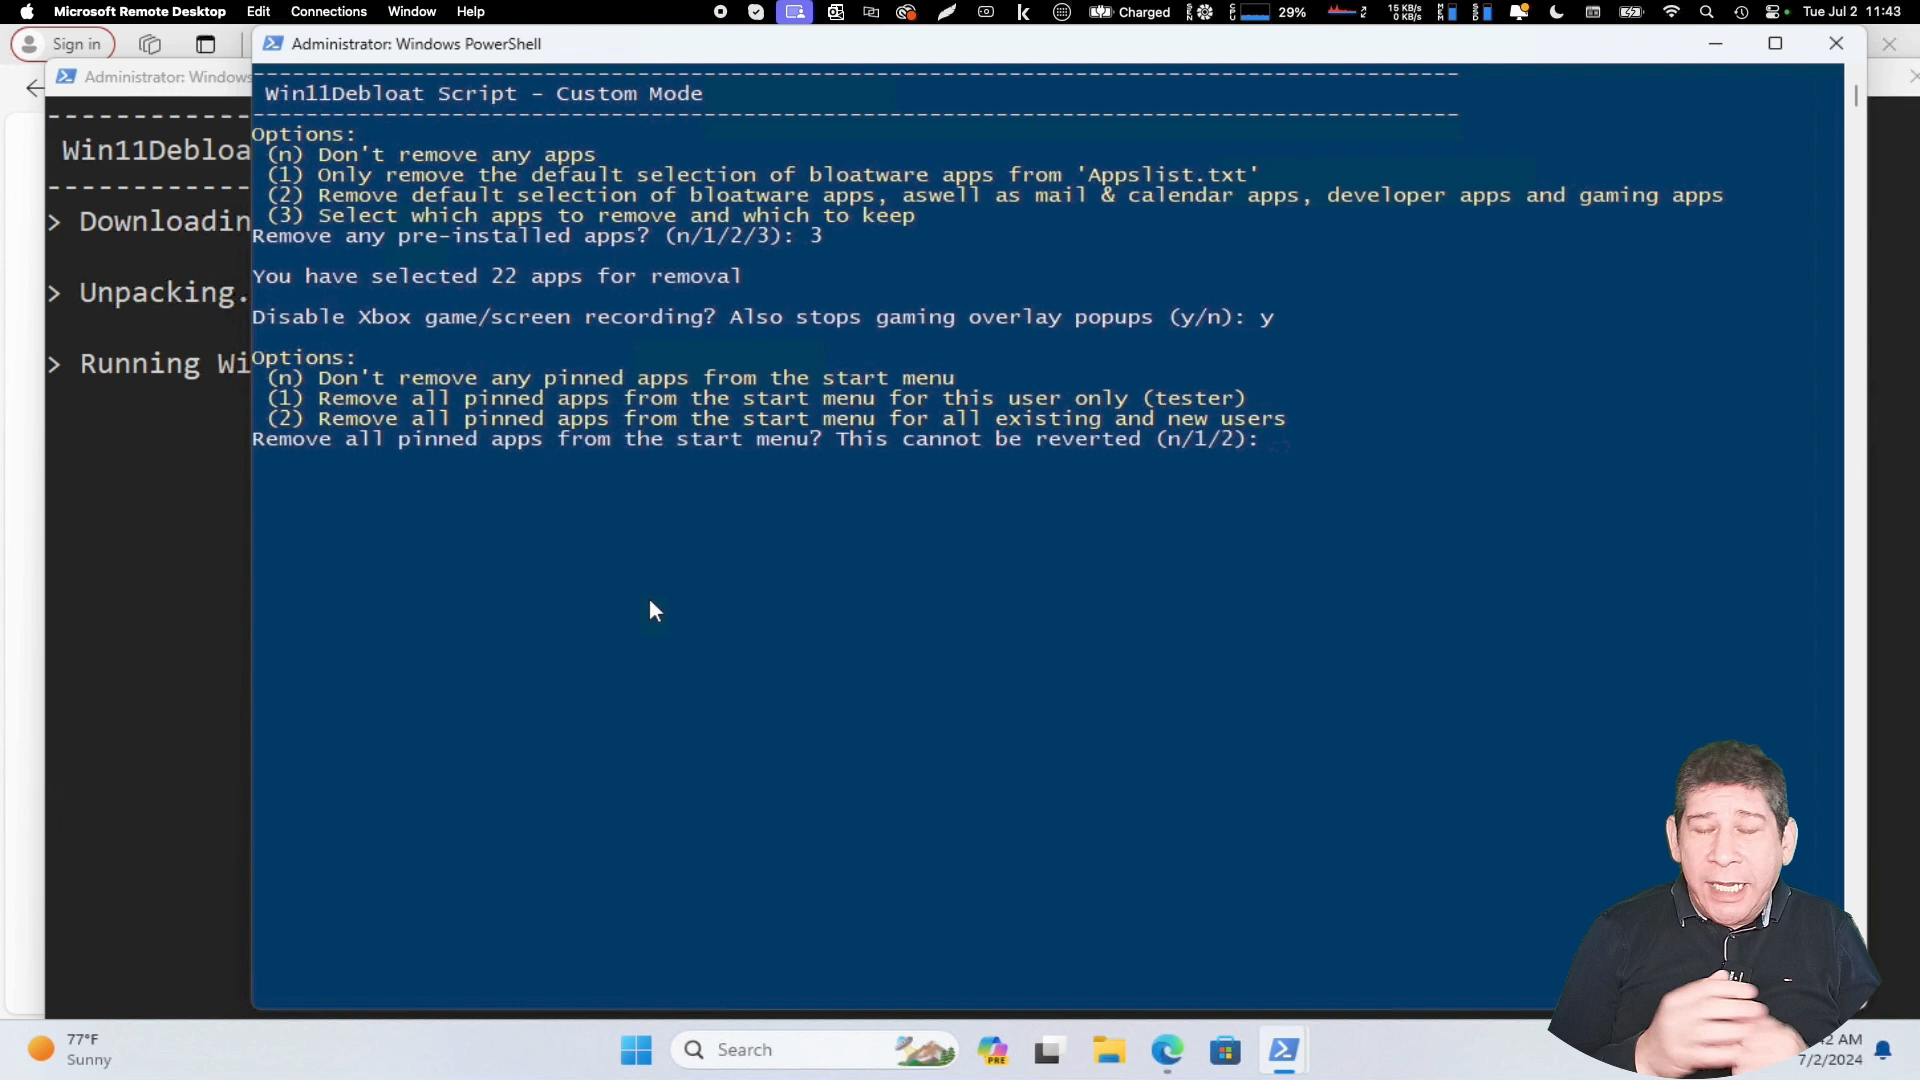 Microsoft Remote Desktop Edit Connections Window Help Charged 29% 15 KB/s 0 KB/s Tue Jul 2 11:43
Sign in
Administrator: Windows PowerShell
Administrator: Windows
Win11Debloa
> Downloadin
> Unpacking.
> Running Wi
Win11Debloat Script - Custom Mode
Options:
(n) Don't remove any apps
(1) Only remove the default selection of bloatware apps from 'Appslist.txt'
(2) Remove default selection of bloatware apps, aswell as mail & calendar apps, developer apps and gaming apps
(3) Select which apps to remove and which to keep
Remove any pre-installed apps? (n/1/2/3): 3
You have selected 22 apps for removal
Disable Xbox game/screen recording? Also stops gaming overlay popups (y/n): y
Options:
(n) Don't remove any pinned apps from the start menu
(1) Remove all pinned apps from the start menu for this user only (tester)
(2) Remove all pinned apps from the start menu for all existing and new users
Remove all pinned apps from the start menu? This cannot be reverted (n/1/2):
77°F
Sunny
Search
PRE
2 AM
7/2/2024